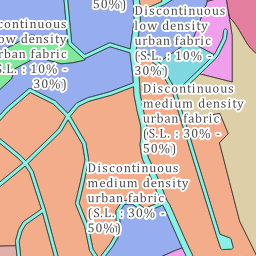 50%)
Discontinuous
low density
urban fabric
(S.L. : 10% -
30%)
Discontinuous
low density
urban fabric
(S.L. : 10% -
30%)
Discontinuous
medium density
urban fabric
(S.L. : 30% -
50%)
Discontinuous
medium density
urban fabric
(S.L. : 30% -
50%)